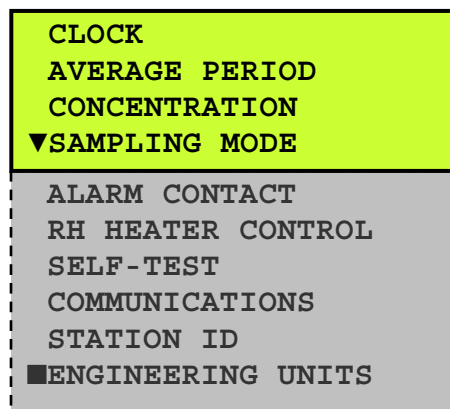 CLOCK
AVERAGE PERIOD
CONCENTRATION
▼SAMPLING MODE
ALARM CONTACT
RH HEATER CONTROL
SELF-TEST
COMMUNICATIONS
STATION ID
■ENGINEERING UNITS